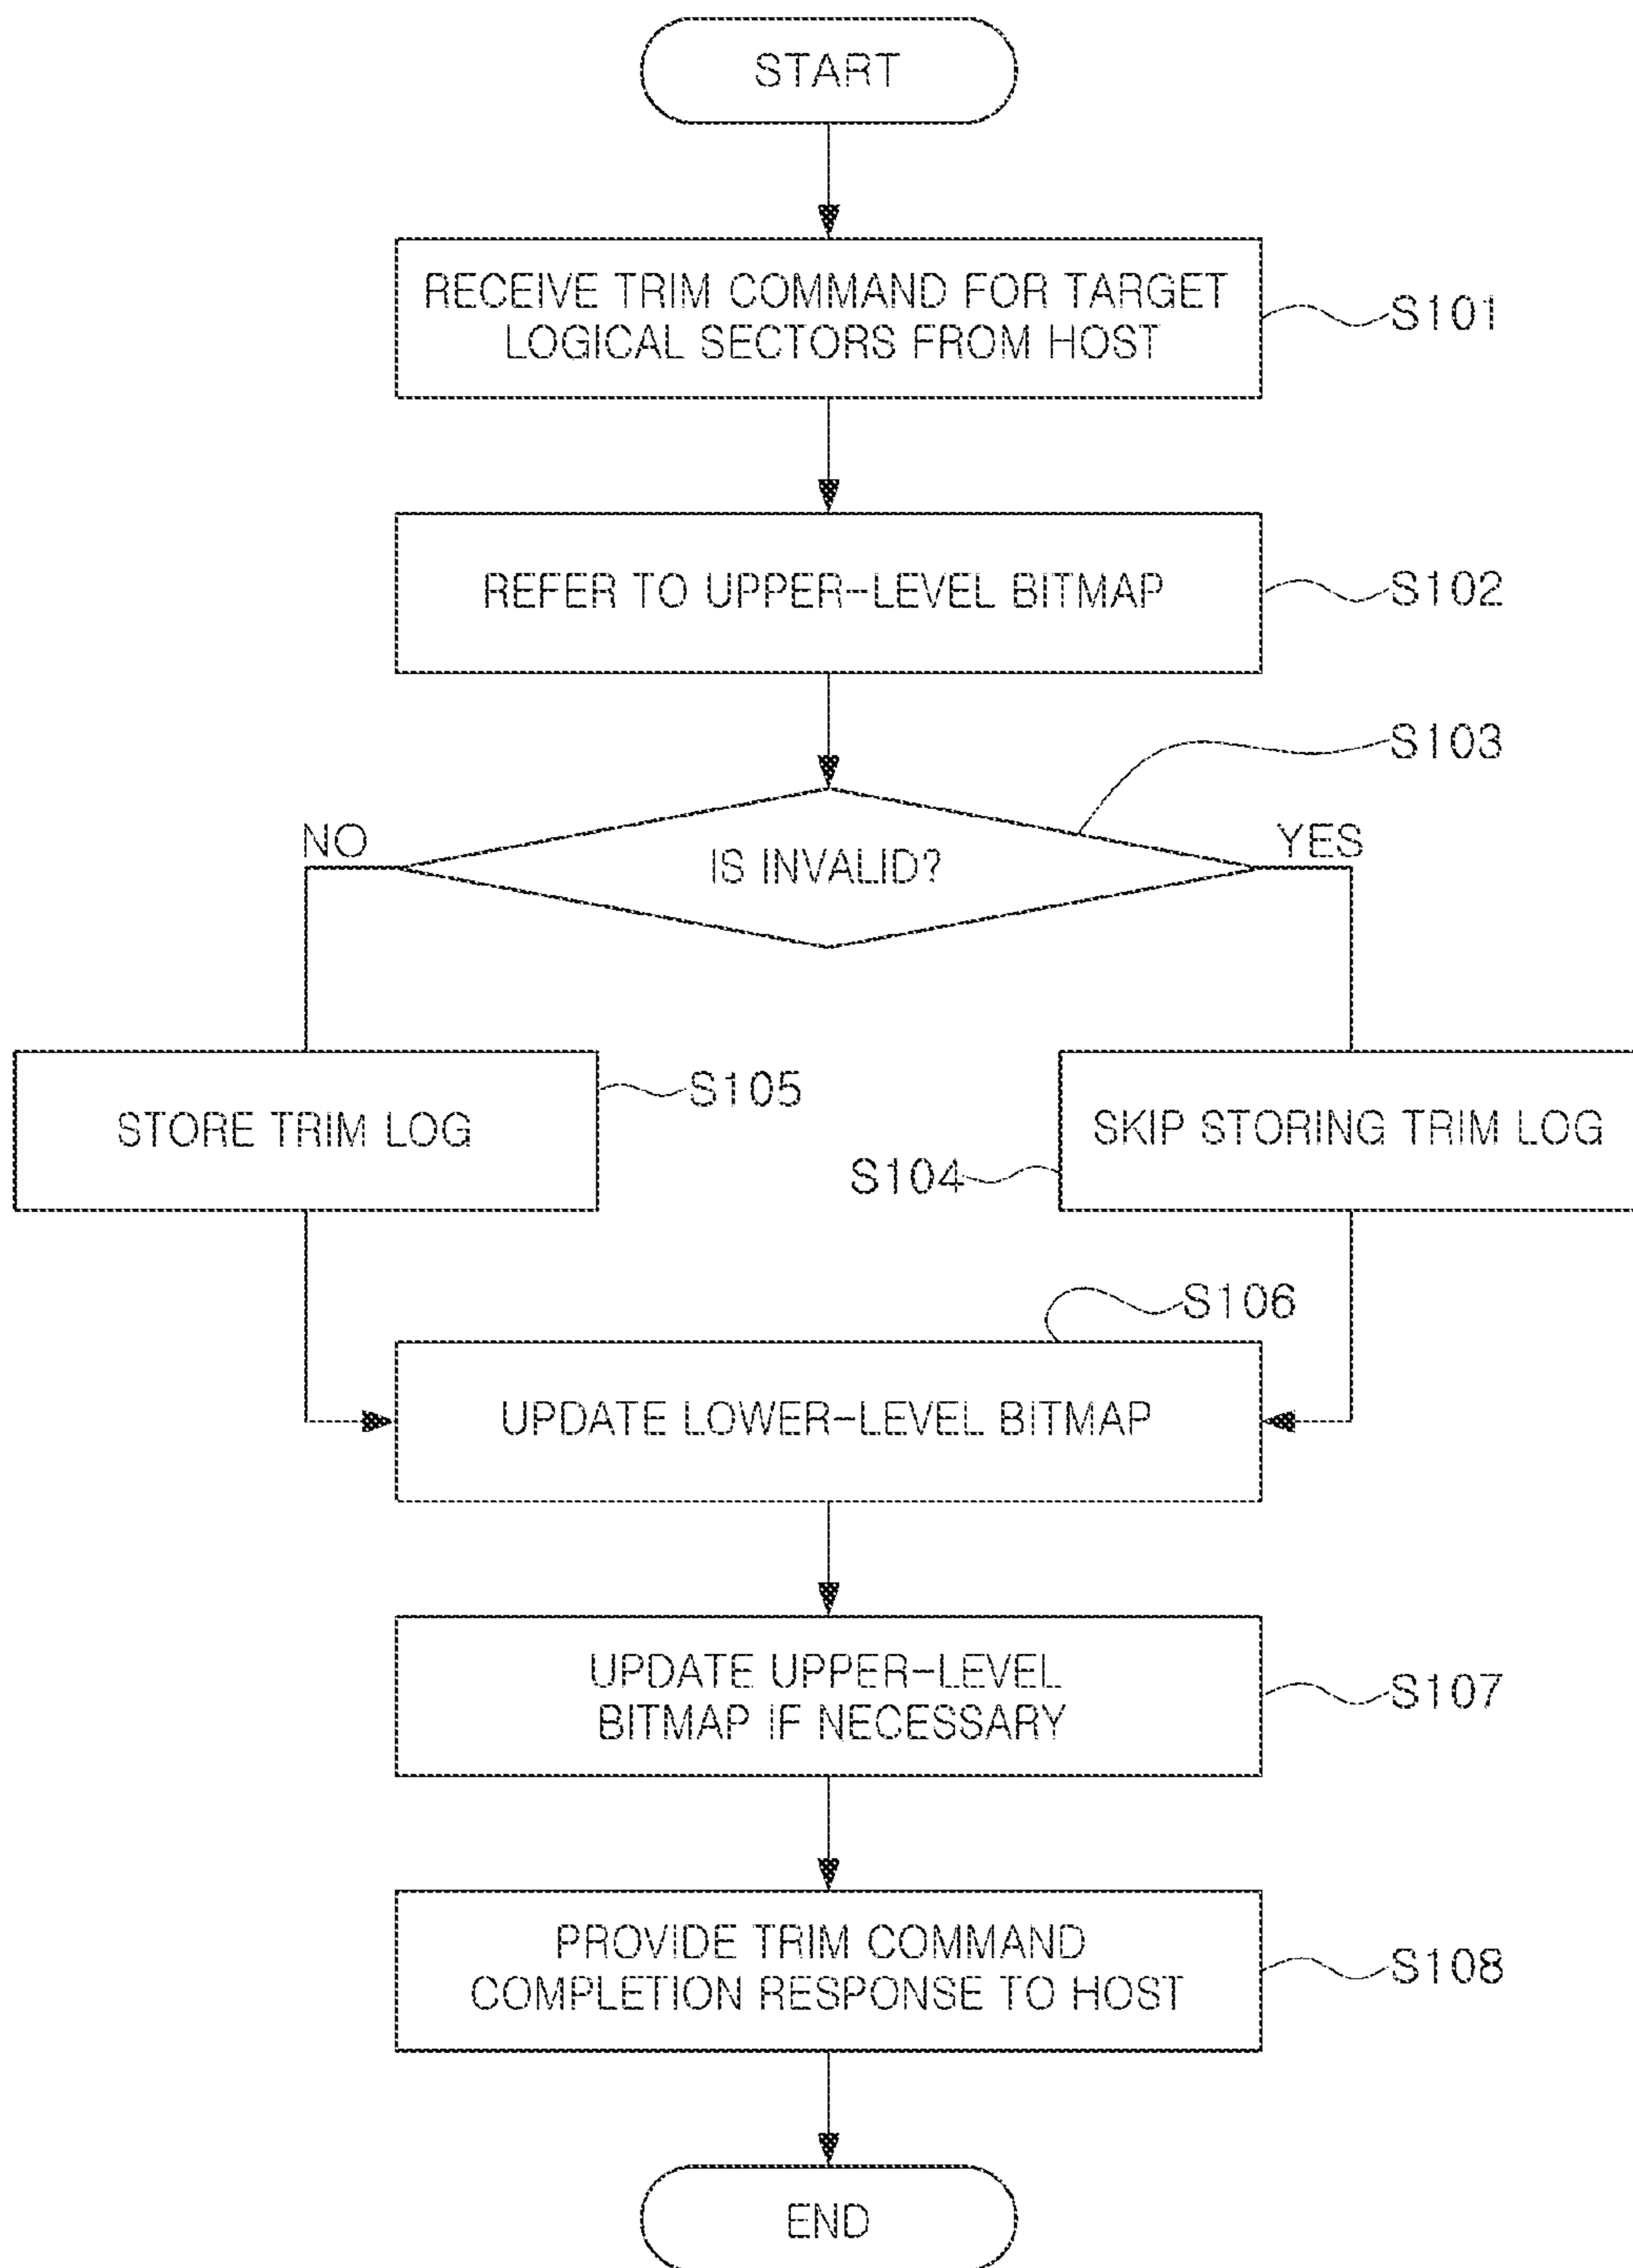 START
RECEIVE TRIM COMMAND FOR TARGET
LOGICAL SECTORS FROM HOST
S101
REFER TO UPPER-LEVEL BITMAP
S102
S103
NO
IS INVALID?
YES
STORE TRIM LOG
S105
SKIP STORING TRIM LOG
S104
S106
UPDATE LOWER-LEVEL BITMAP
UPDATE UPPER-LEVEL
BITMAP IF NECESSARY
S107
PROVIDE TRIM COMMAND
COMPLETION RESPONSE TO HOST
S108
END